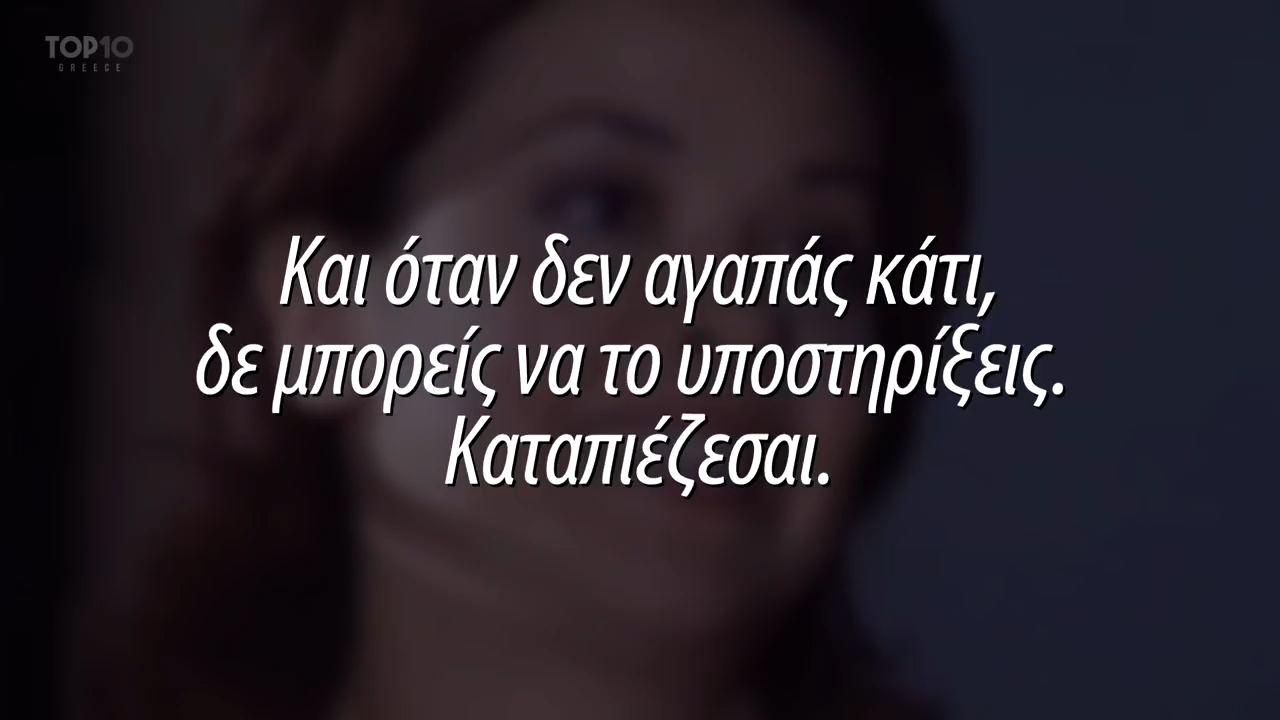 TOP10
GREECE
Και όταν δεν αγαπάς κάτι,
δε μπορείς να το υποστηρίξεις.
Καταπιέζεσαι.